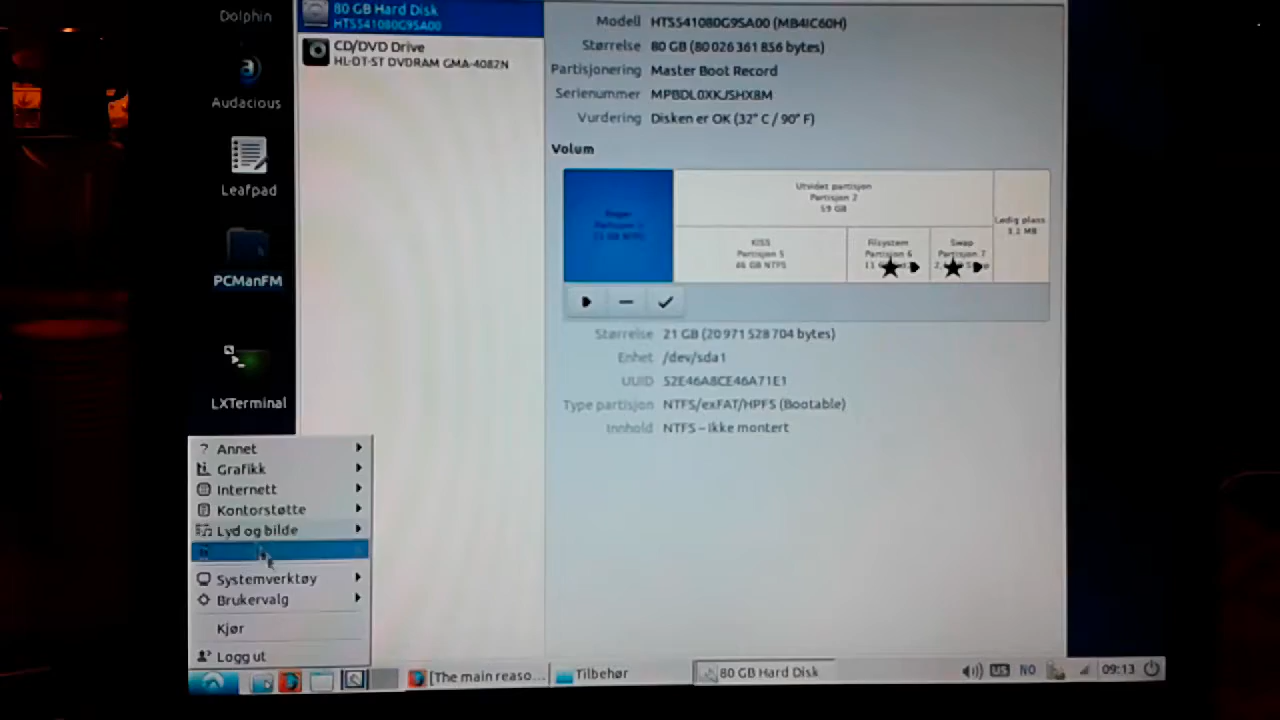 Dolphin
Audacious
Leafpad
PCManFM
LXTerminal
80 GB Hard Disk
HTS541080G9SA00
CD/DVD Drive
HL-DT-ST DVDRAM GMA-4082N
Modell HTS541080G9SA00 (MB4IC60H)
Størrelse 80 GB (80 026 361 856 bytes)
Partisjonering Master Boot Record
Serienummer MPBDL0XKJSHX8M
Vurdering Disken er OK (32° C / 90° F)
Volum
Utvidet partisjon
Partisjon 2
59 GB
Ledig plass
KISS
Partisjon 5
46 GB NTFS
Filsystem
Partisjon 6
Swap
Partisjon 7
Størrelse 21 GB (20 971 528 704 bytes)
Enhet /dev/sda1
UUID 52E46A8CE46A71E1
Type partisjon NTFS/exFAT/HPFS (Bootable)
Innhold NTFS – Ikke montert
? Annet
Grafikk
Internett
Kontorstøtte
Lyd og bilde
Systemverktøy
Brukervalg
Kjør
Logg ut
[The main reaso...
Tilbehør
80 GB Hard Disk
US
NO
09:13